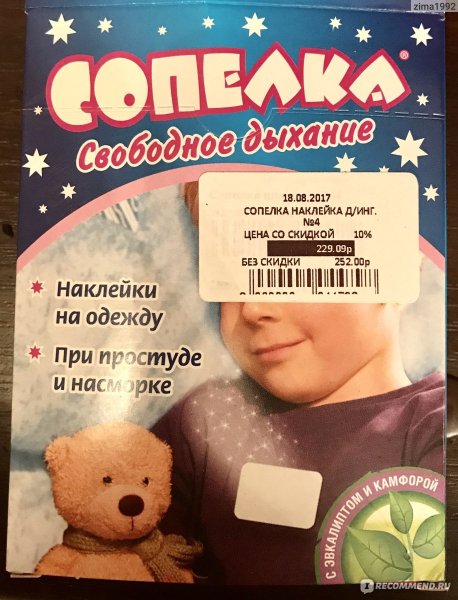 zima1992
СОПЕЛКА®
Свободное дыхание
18.08.2017
СОПЕЛКА НАКЛЕЙКА Д/ИНГ.
№4
ЦЕНА СО СКИДКОЙ 10%
229.09р
БЕЗ СКИДКИ 252.00р
Наклейки
на одежду
При простуде
и насморке
С ЭВКАЛИПТОМ И КАМФОРОЙ
IRECOMMEND.RU